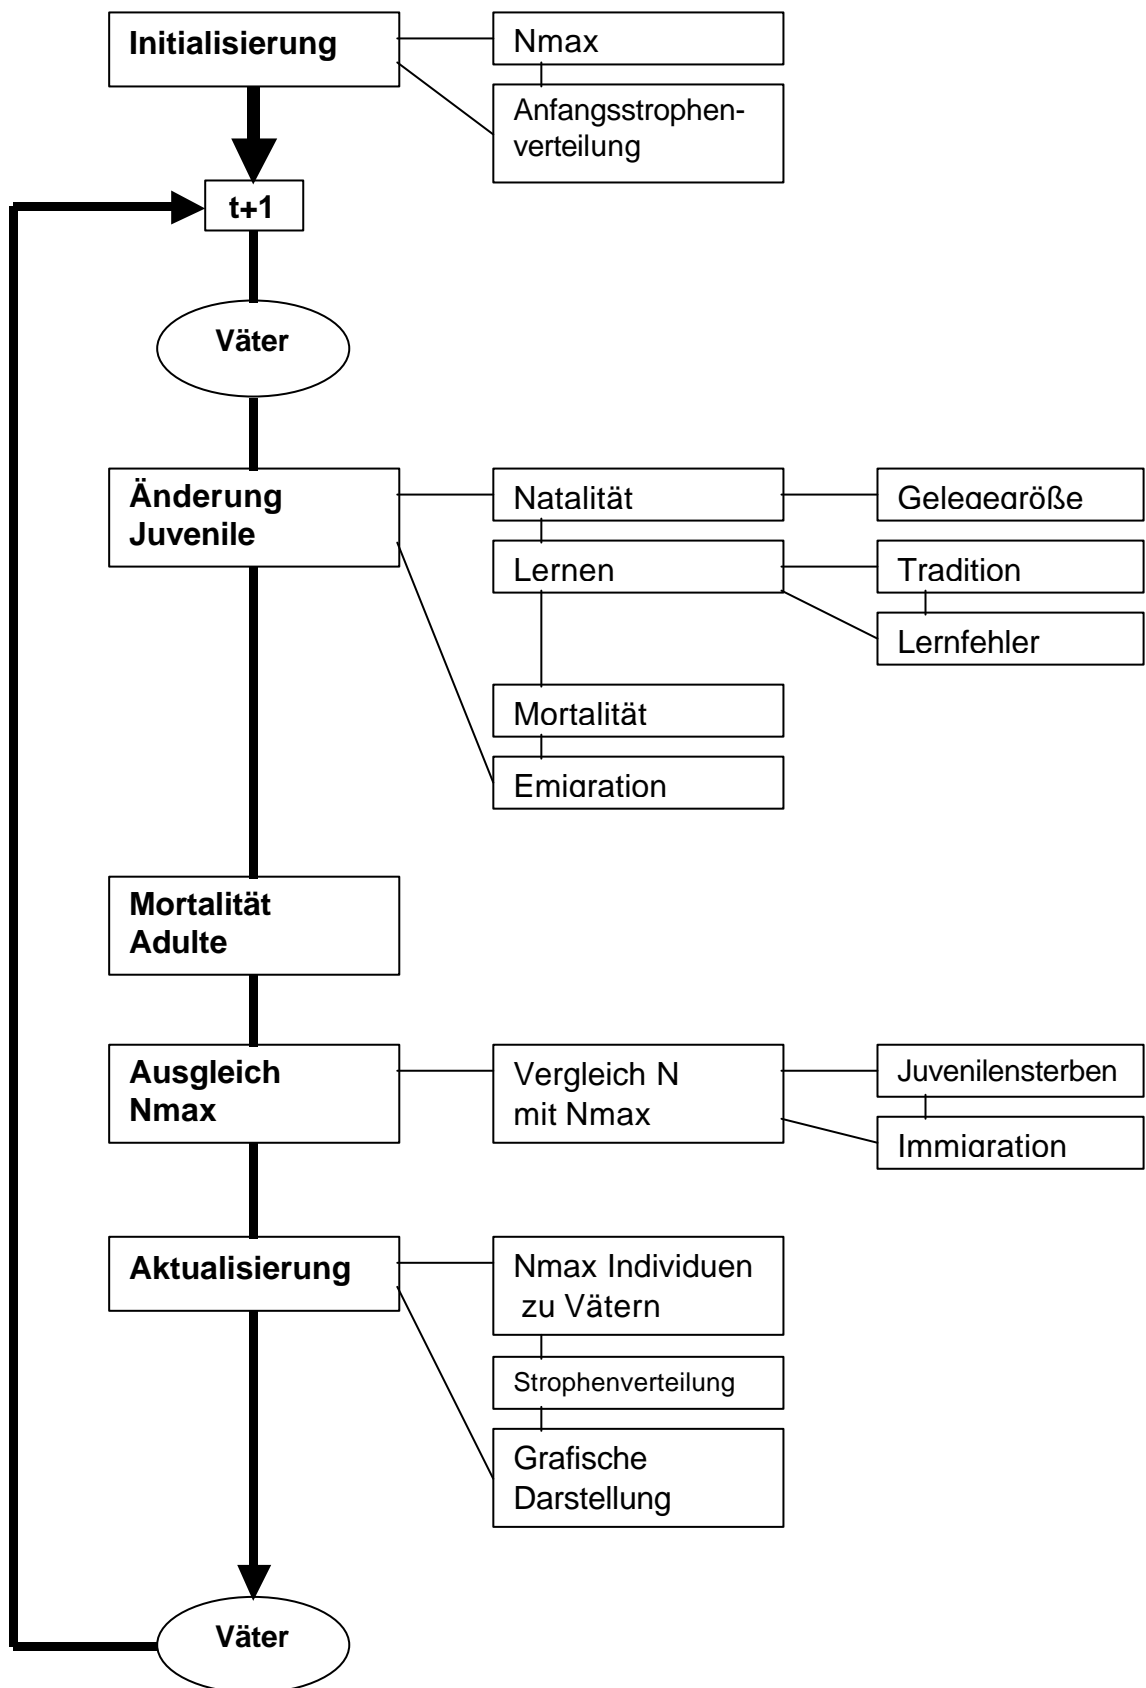 Initialisierung
Nmax
Anfangsstrophen-
verteilung
t+1
Väter
Änderung
Juvenile
Natalität
Gelegegröße
Lernen
Tradition
Lernfehler
Mortalität
Emigration
Mortalität
Adulte
Ausgleich
Nmax
Vergleich N
mit Nmax
Juvenilensterben
Immigration
Aktualisierung
Nmax Individuen
zu Vätern
Strophenverteilung
Grafische
Darstellung
Väter